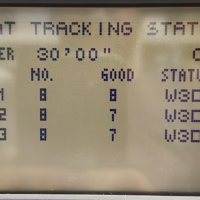 T TRACKING STAT
ER 30'00"
NO. GOOD STATU
1 8 8 W3D
2 8 7 W3D
3 8 7 W3D